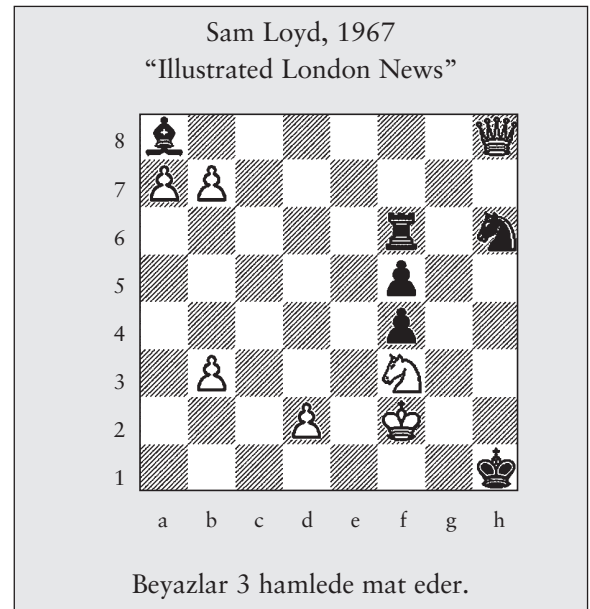 Sam Loyd, 1967
“Illustrated London News”
8
7
6
5
4
3
2
1
a b c d e f g h
Beyazlar 3 hamlede mat eder.